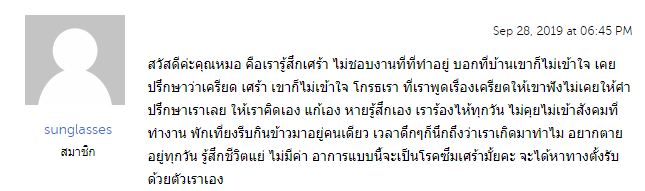 Sep 28, 2019 at 06:45 PM
สวัสดีค่ะคุณหมอ คือเรารู้สึกเศร้า ไม่ชอบงานที่ที่ทำอยู่ บอกที่บ้านเขาก็ไม่เข้าใจ เคย
ปรึกษาว่าเครียด เศร้า เขาก็ไม่เข้าใจ โกรธเรา ที่เราพูดเรื่องเครียดให้เขาฟังไม่เคยให้คำ
ปรึกษาเราเลย ให้เราคิดเอง แก้เอง หายรู้สึกเอง เราร้องไห้ทุกวัน ไม่คุยไม่เข้าสังคมที่
ทำงาน พักเที่ยงรีบกินข้าวมาอยู่คนเดียว เวลาดึกๆก็นึกถึงว่าเราเกิดมาทำไม อยากตาย
อยู่ทุกวัน รู้สึกชีวิตแย่ ไม่มีค่า อาการแบบนี้จะเป็นโรคซึ่มเศร้ามั้ยคะ จะได้หาทางตั้งรับ
ด้วยตัวเราเอง
sunglasses
สมาชิก